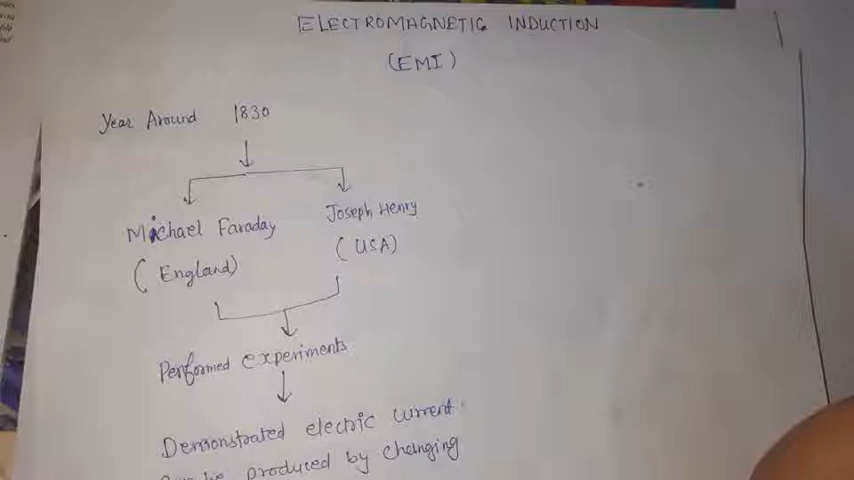 ELECTROMAGNETIC INDUCTION
(EMI)
Year Around 1830
Michael Faraday Joseph Henry
(England) (USA)
Performed experiments
Demonstrated electric current
produced by changing